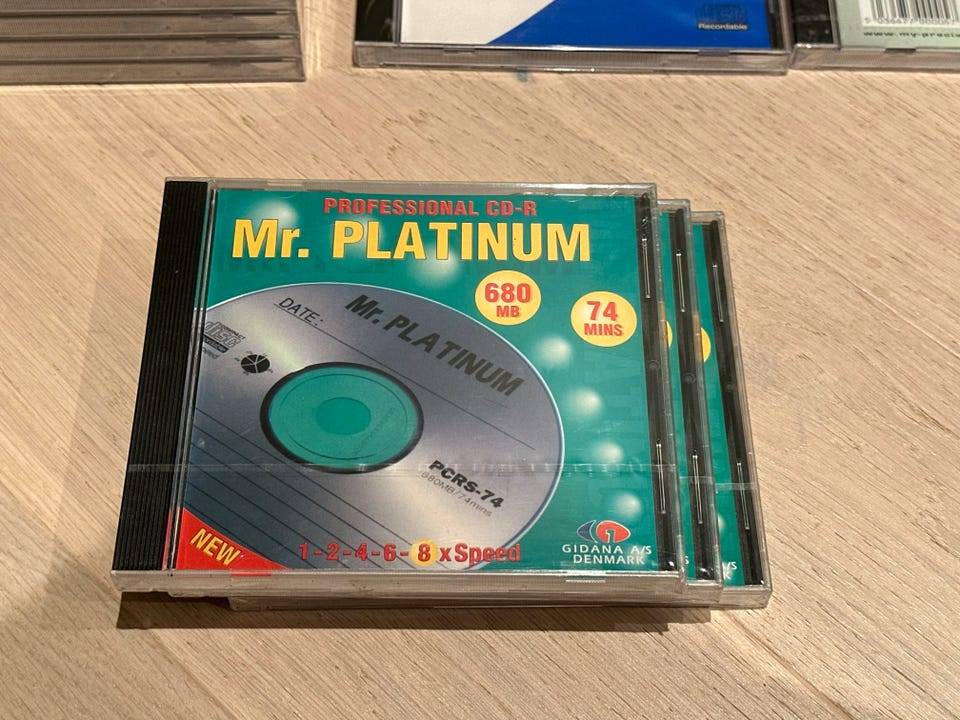 Recordable
PROFESSIONAL CD-R
Mr. PLATINUM
680
MB
74
MINS
DATE:
Mr. PLATINUM
PCRS-74
680MB/74mins
NEW
1-2-4-6-8 x Speed
GIDANA A/S
DENMARK